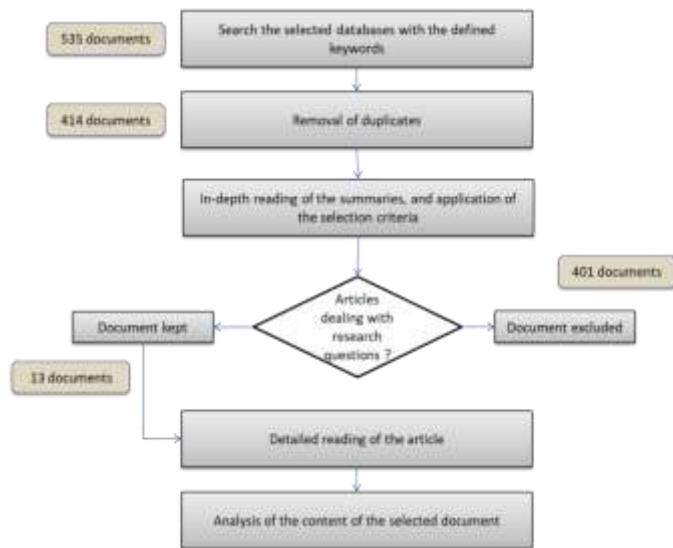 535 documents
Search the selected databases with the defined
keywords
414 documents
Removal of duplicates
In-depth reading of the summaries, and application of
the selection criteria
401 documents
Articles
dealing with
research
questions ?
Document kept
Document excluded
13 documents
Detailed reading of the article
Analysis of the content of the selected document